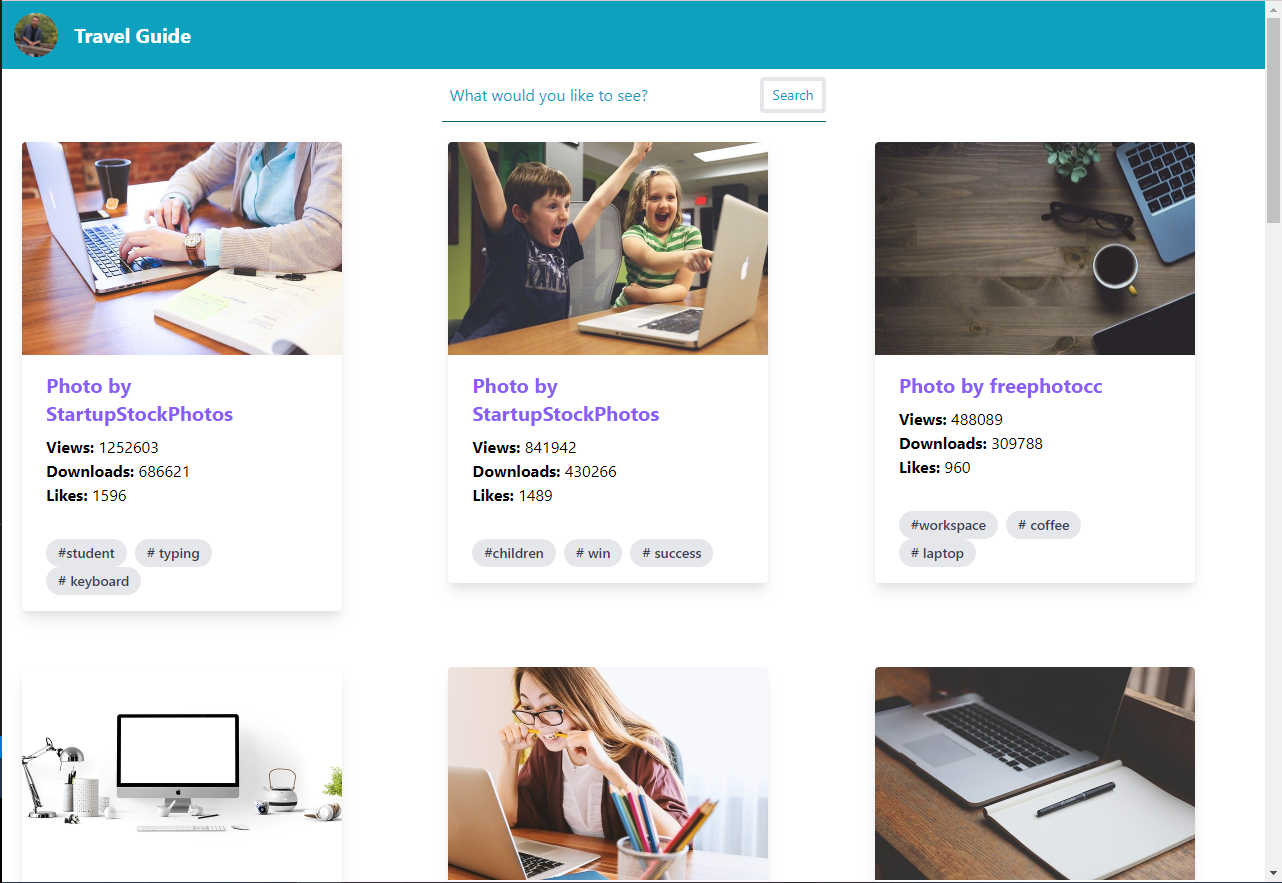 Travel Guide
What would you like to see?
Search
Photo by
StartupStockPhotos
Views: 1252603
Downloads: 686621
Likes: 1596
#student
# typing
# keyboard
Photo by
StartupStockPhotos
Views: 841942
Downloads: 430266
Likes: 1489
#children
# win
# success
Photo by freephotocc
Views: 488089
Downloads: 309788
Likes: 960
#workspace
# coffee
# laptop